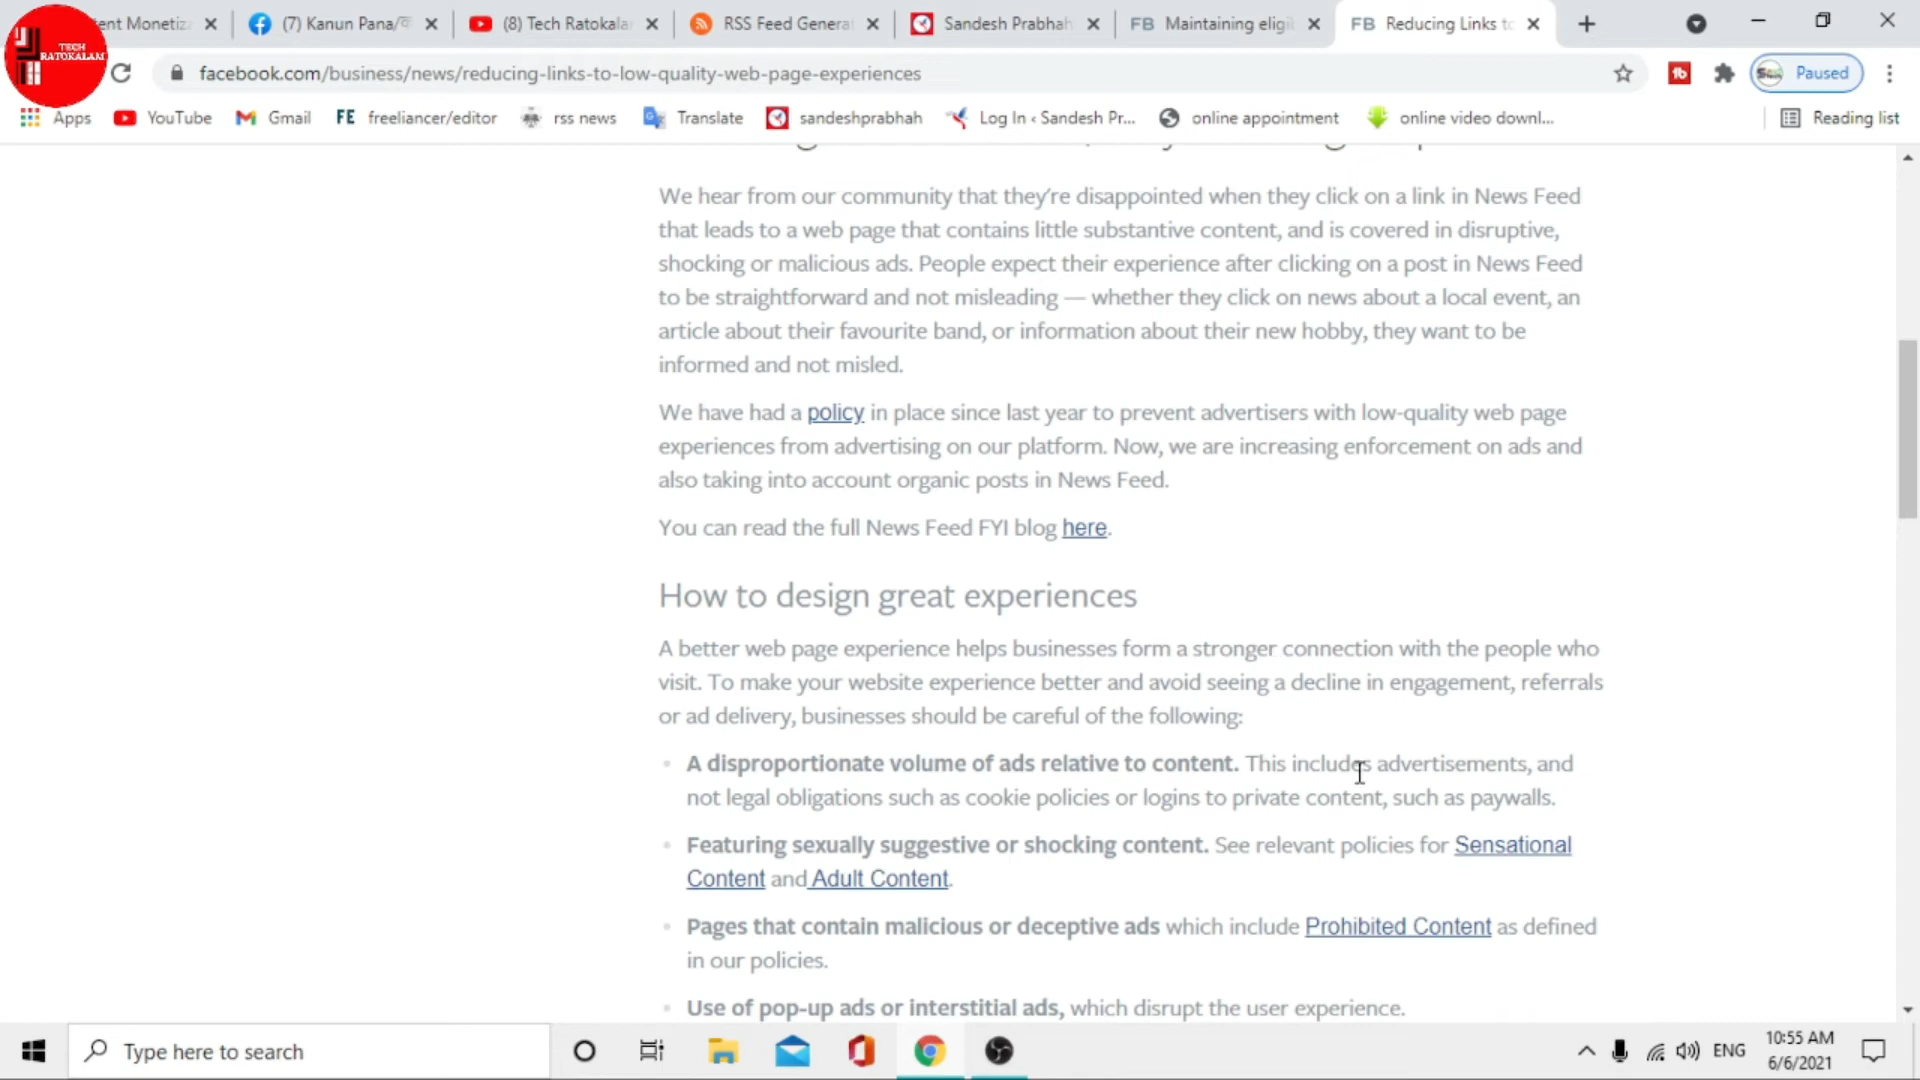 tent Monetiz
(7) Kanun Pana/
(8) Tech Ratokala
RSS Feed Generat
Sandesh Prabhah
FB Maintaining eligi
FB Reducing Links to
TECH
RATOKALAM
facebook.com/business/news/reducing-links-to-low-quality-web-page-experiences
Paused
Apps
YouTube
Gmail
FE freeliancer/editor
rss news
Translate
sandeshprabhah
Log In ‹ Sandesh Pr...
online appointment
online video downl...
Reading list
We hear from our community that they're disappointed when they click on a link in News Feed
that leads to a web page that contains little substantive content, and is covered in disruptive,
shocking or malicious ads. People expect their experience after clicking on a post in News Feed
to be straightforward and not misleading — whether they click on news about a local event, an
article about their favourite band, or information about their new hobby, they want to be
informed and not misled.
We have had a policy in place since last year to prevent advertisers with low-quality web page
experiences from advertising on our platform. Now, we are increasing enforcement on ads and
also taking into account organic posts in News Feed.
You can read the full News Feed FYI blog here.
How to design great experiences
A better web page experience helps businesses form a stronger connection with the people who
visit. To make your website experience better and avoid seeing a decline in engagement, referrals
or ad delivery, businesses should be careful of the following:
• A disproportionate volume of ads relative to content. This includes advertisements, and
not legal obligations such as cookie policies or logins to private content, such as paywalls.
• Featuring sexually suggestive or shocking content. See relevant policies for Sensational
Content and Adult Content.
• Pages that contain malicious or deceptive ads which include Prohibited Content as defined
in our policies.
• Use of pop-up ads or interstitial ads, which disrupt the user experience.
Type here to search
ENG
10:55 AM
6/6/2021